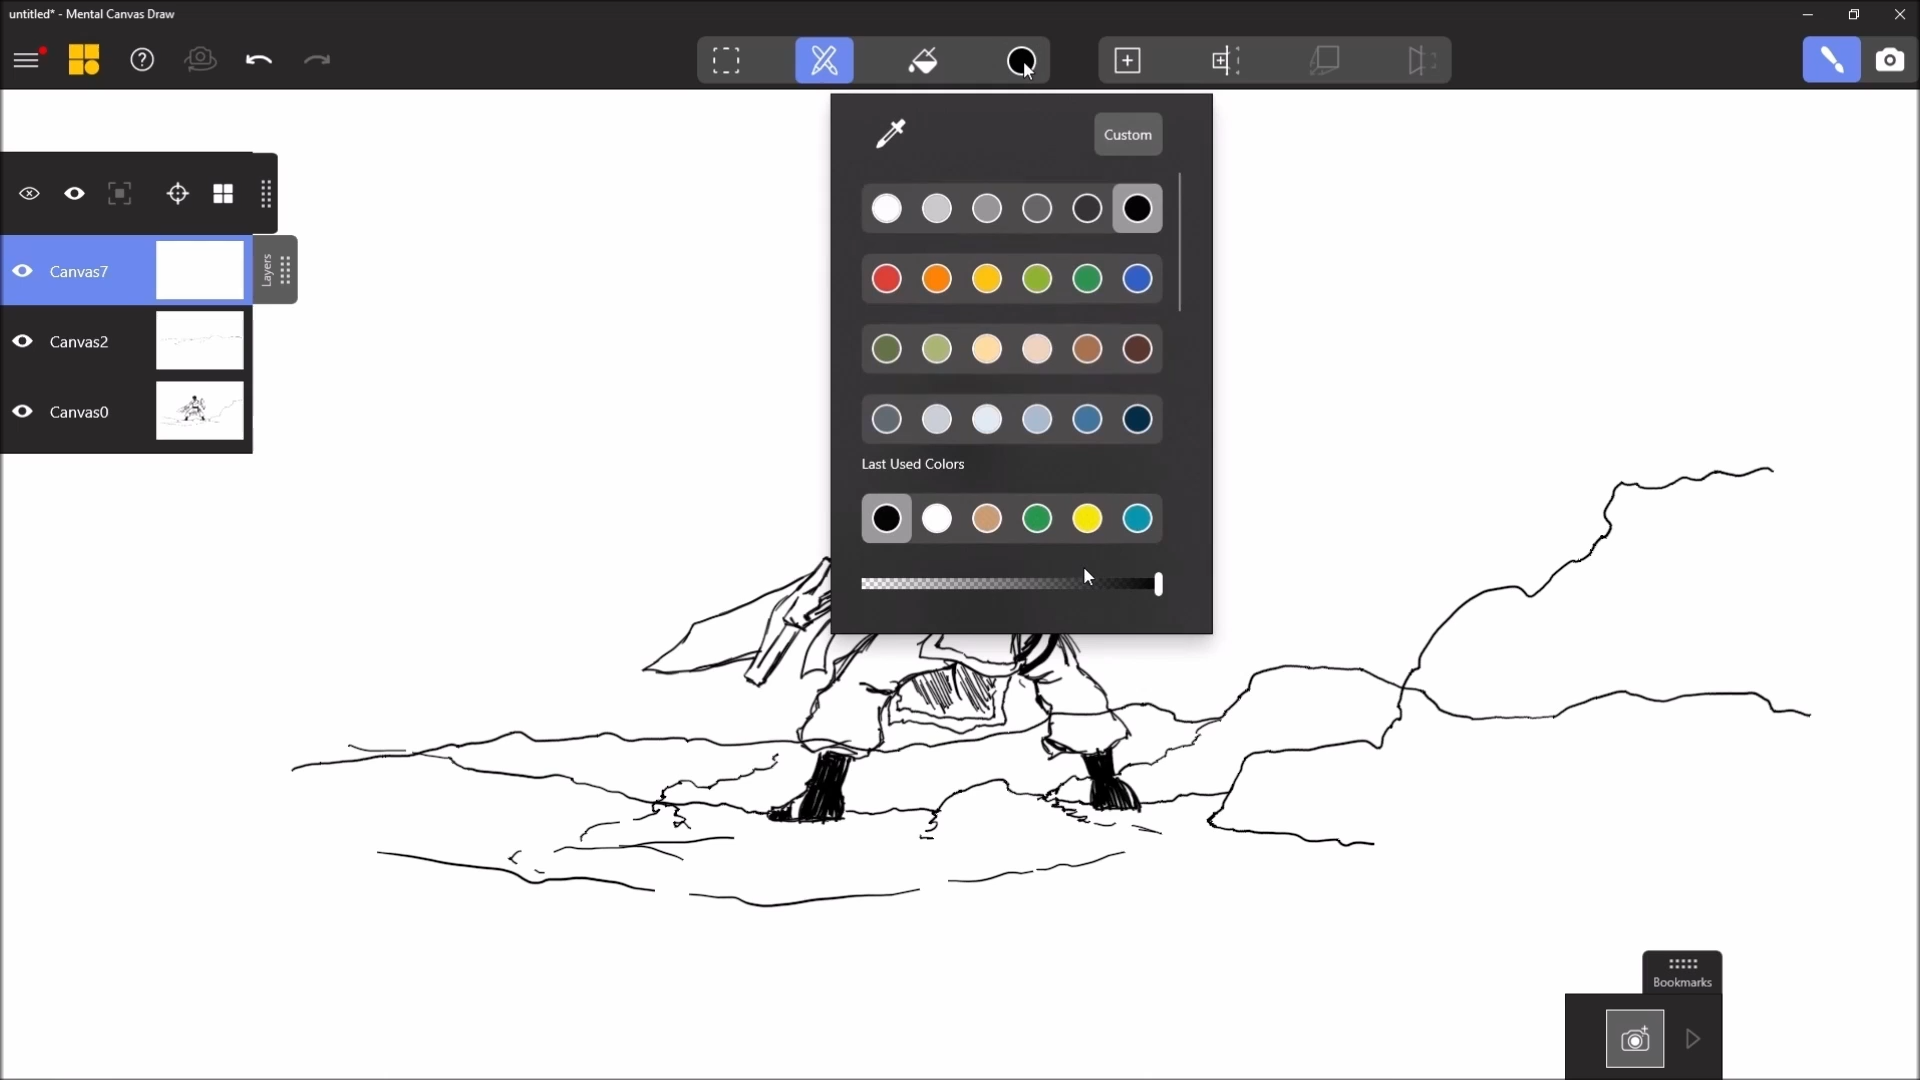 untitled* - Mental Canvas Draw
Custom
Canvas7
Layers
Canvas2
Canvas0
Last Used Colors
Bookmarks